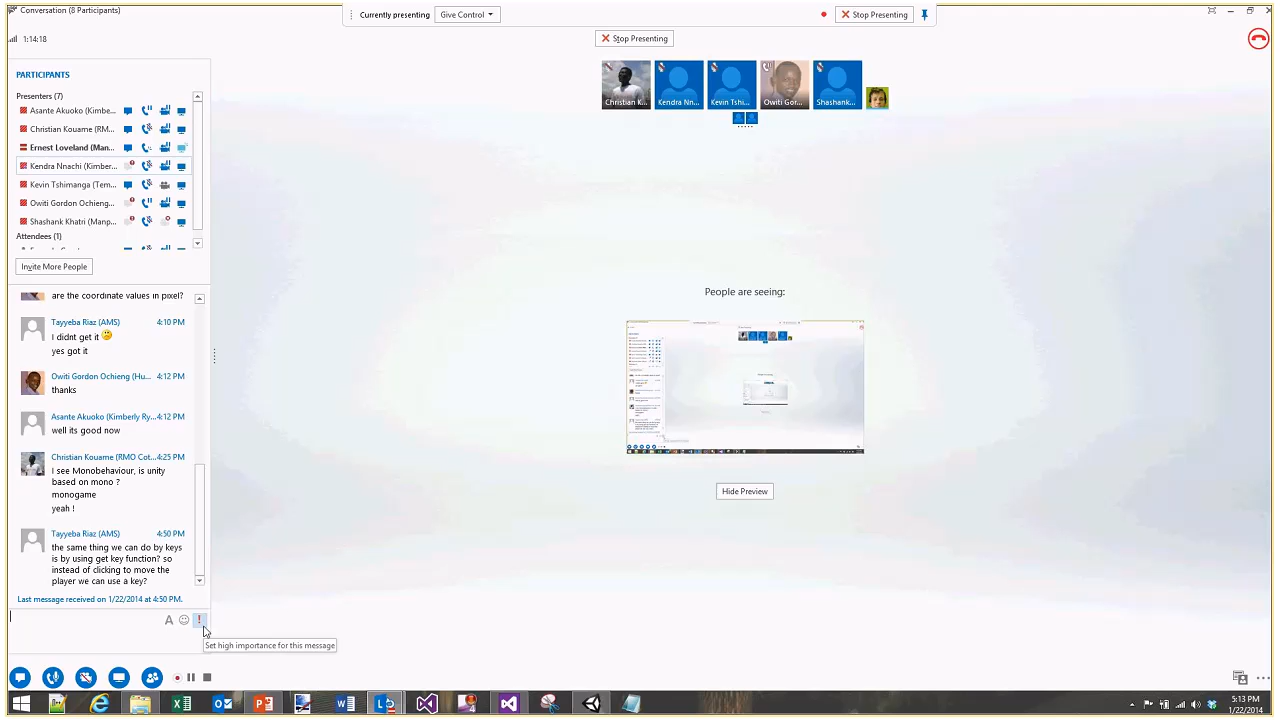 Conversation (8 Participants)
Currently presenting
Give Control
Stop Presenting
1:14:18
Stop Presenting
PARTICIPANTS
Christian K...
Kendra Nn...
Kevin Tshi...
Owiti Gor...
Shashank...
Presenters (7)
Asante Akuoko (Kimbe...
Christian Kouame (RMO...
Ernest Loveland (Man...
Kendra Nnachi (Kimber...
Kevin Tshimanga (Tem...
Owiti Gordon Ochieng...
Shashank Khatri (Manp...
Attendees (1)
Invite More People
are the coordinate values in pixel?
Tayyeba Riaz (AMS) 4:10 PM
I didnt got it
yes got it
Owiti Gordon Ochieng (Hu... 4:12 PM
thanks
Asante Akuoko (Kimberly Ry... 4:12 PM
well its good now
Christian Kouame (RMO Cot... 4:25 PM
I see Monobehaviour, is unity
based on mono ?
monogame
yeah !
Tayyeba Riaz (AMS) 4:50 PM
the same thing we can do by keys
is by using get key function? so
instead of clicking to move the
player we can use a key?
Last message received on 1/22/2014 at 4:50 PM.
A
Set high importance for this message
People are seeing:
Hide Preview
5:13 PM
1/22/2014